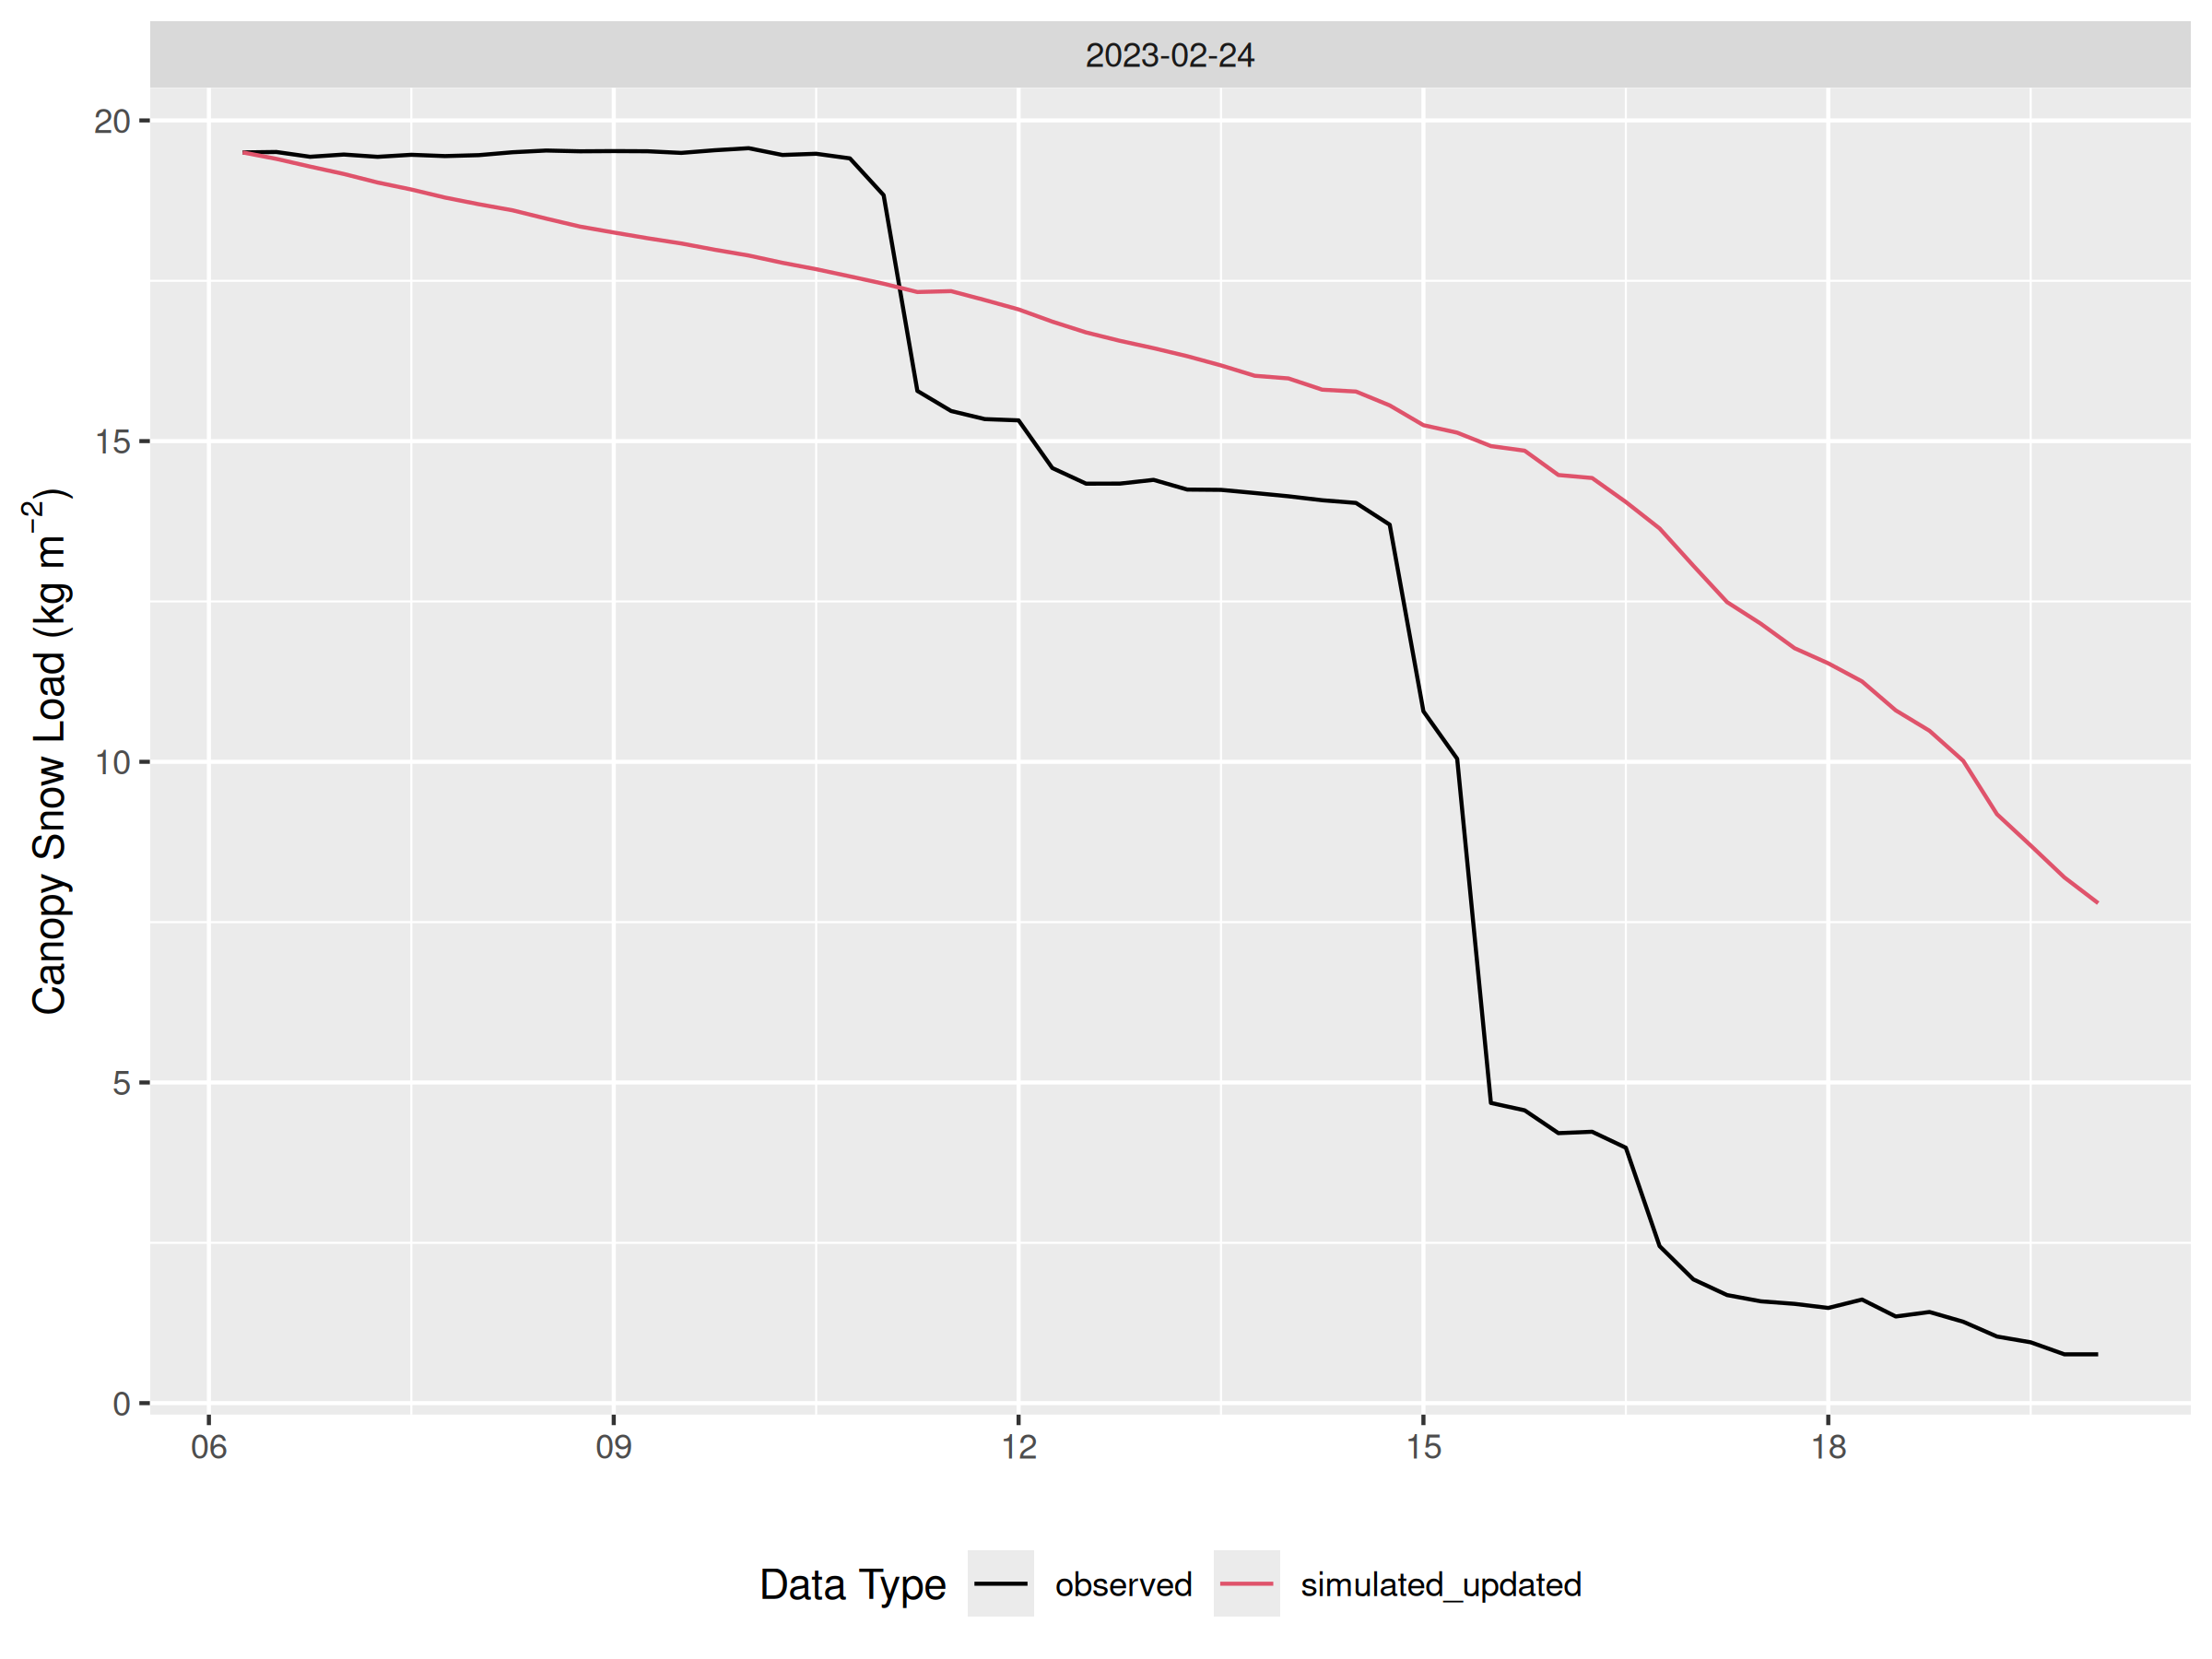 2023-02-24
20
15
10
5
0
Canopy Snow Load (kg m⁻²)
06 09 12 15 18
Data Type observed simulated_updated